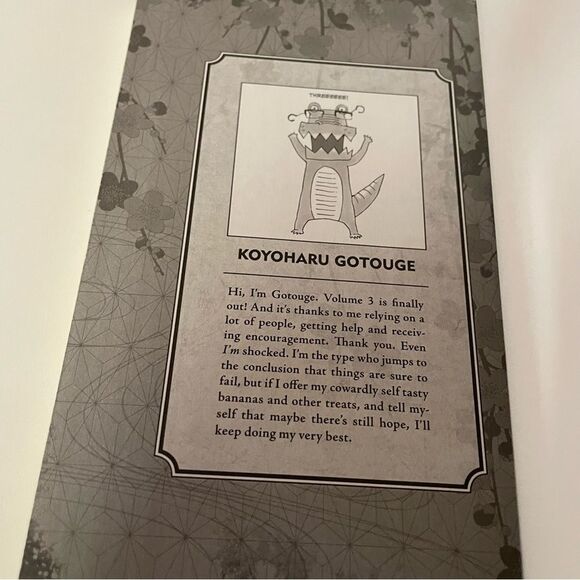 THREEEEEE!
KOYOHARU GOTOUGE
Hi, I'm Gotouge. Volume 3 is finally
out! And it's thanks to me relying on a
lot of people, getting help and receiv-
ing encouragement. Thank you. Even
I'm shocked. I'm the type who jumps to
the conclusion that things are sure to
fail, but if I offer my cowardly self tasty
bananas and other treats, and tell my-
self that maybe there's still hope, I'll
keep doing my very best.